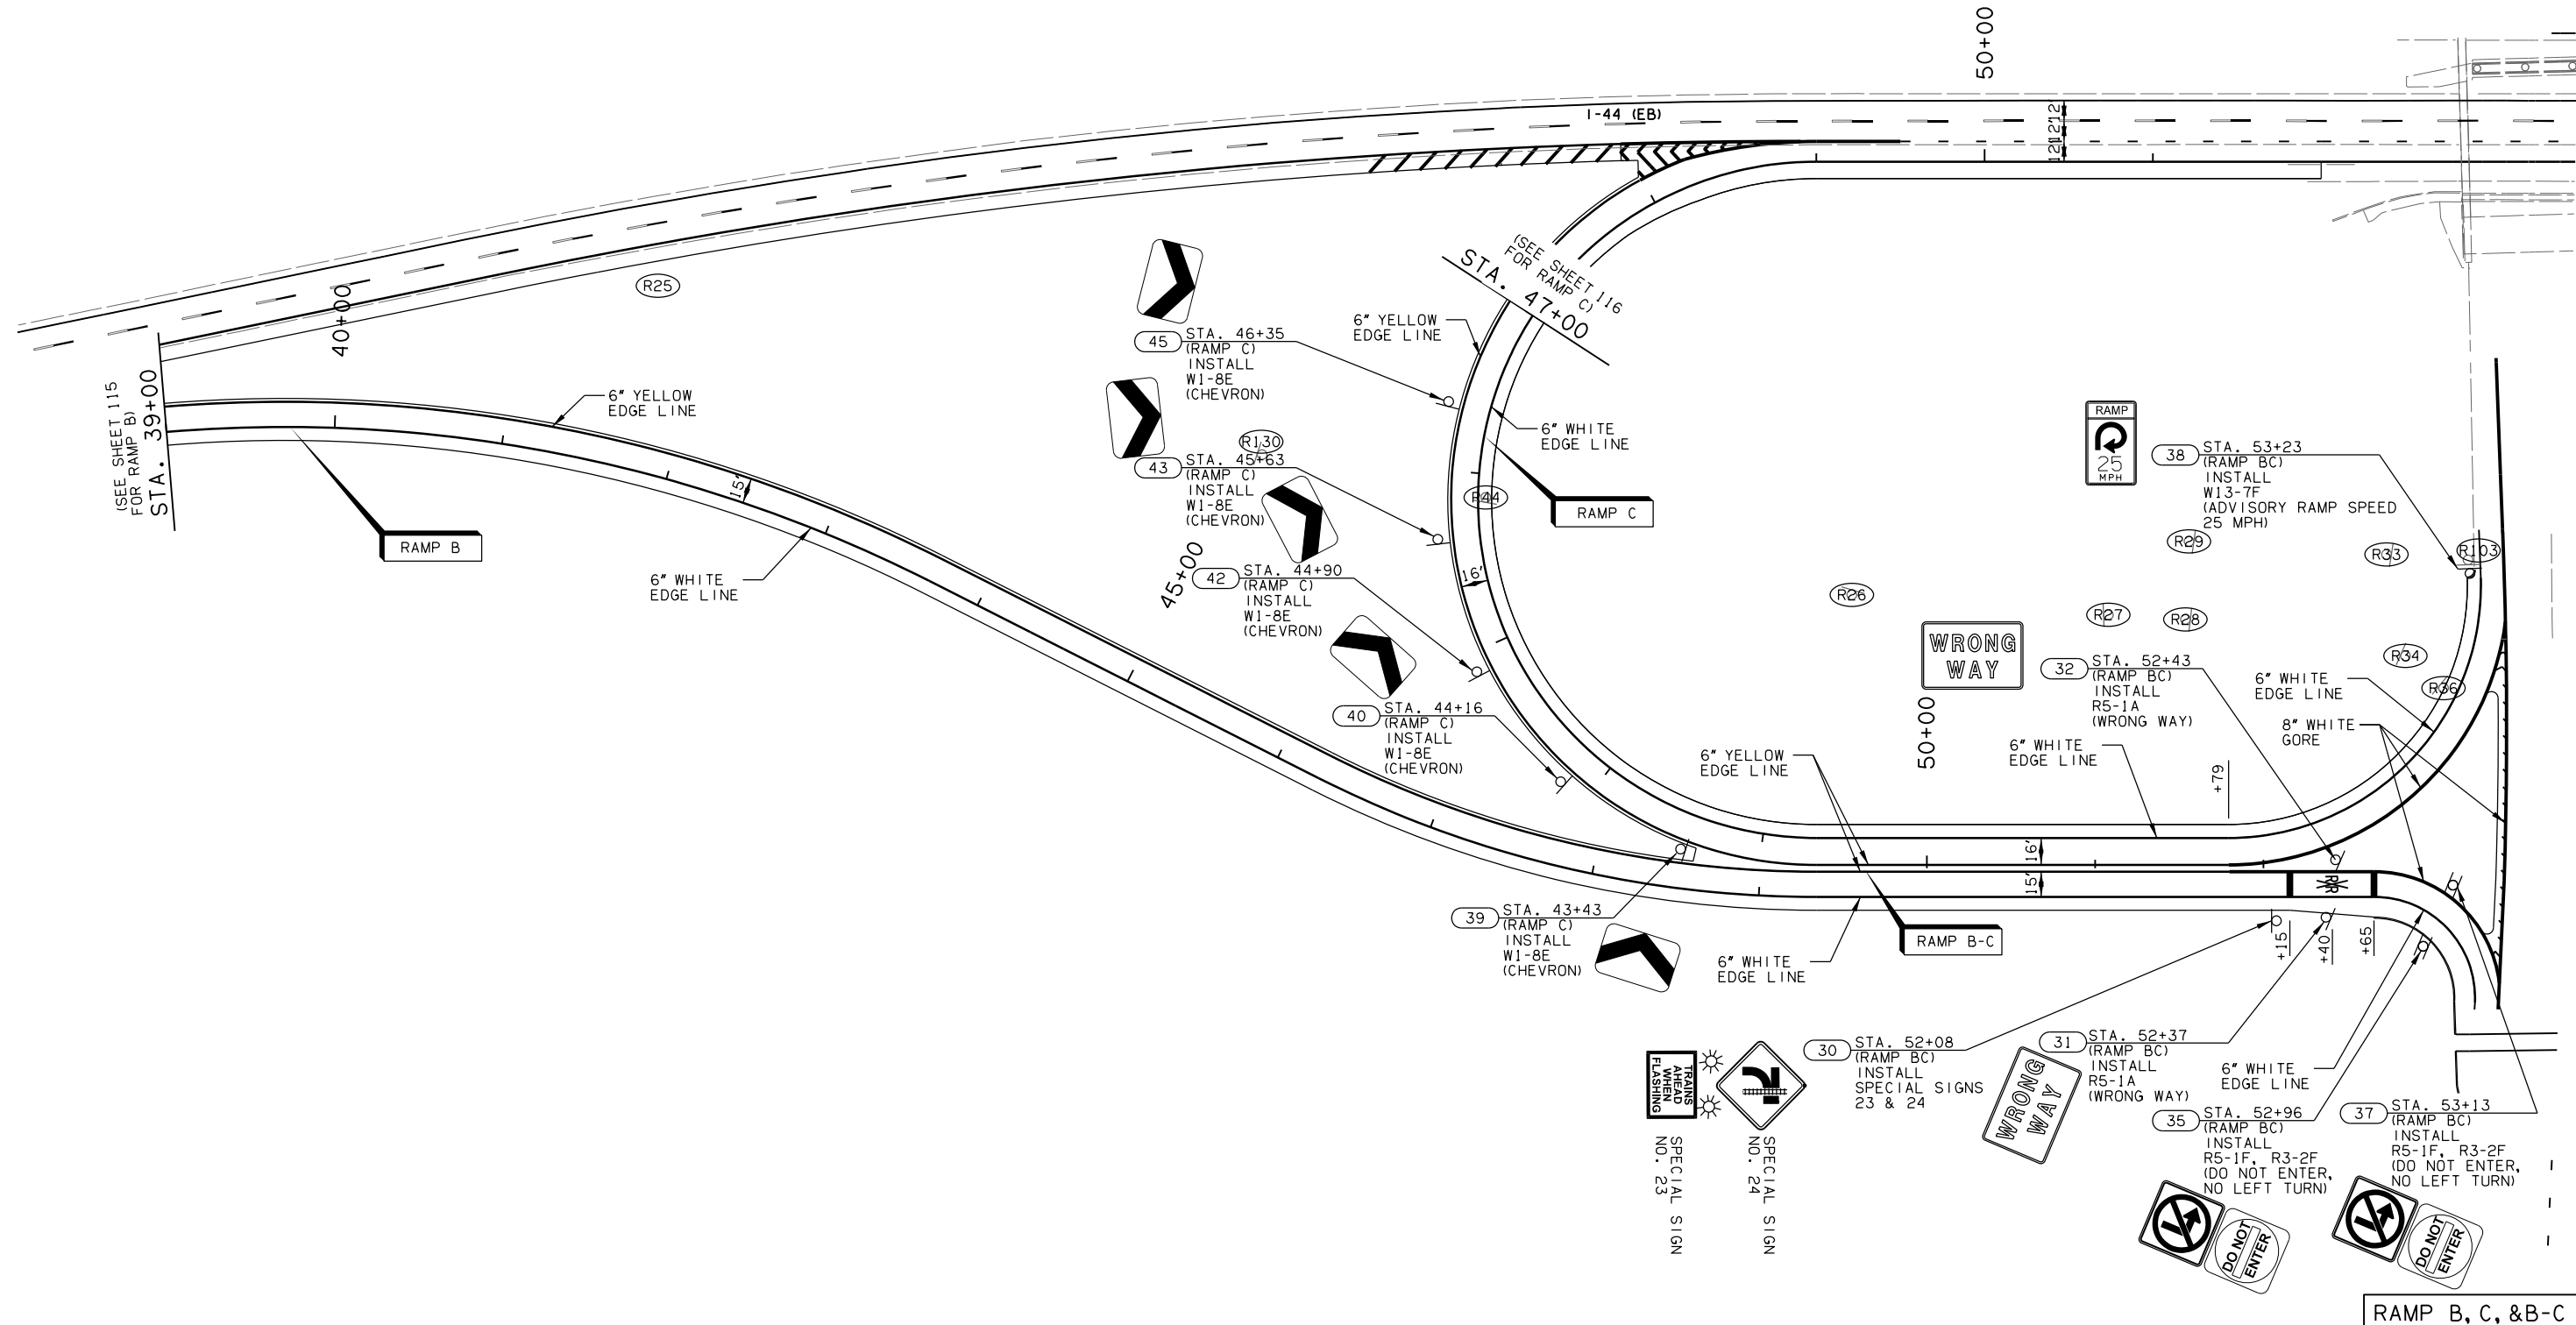 50+00
I-44 (EB)
12'
12'
12'
R25
40+00
(SEE SHEET 115
FOR RAMP B)
STA. 39+00
6" YELLOW
EDGE LINE
15'
RAMP B
6" WHITE
EDGE LINE
(SEE SHEET 116
FOR RAMP C)
STA. 47+00
6" YELLOW
EDGE LINE
45
STA. 46+35
(RAMP C)
INSTALL
W1-8E
(CHEVRON)
R130
43
STA. 45+63
(RAMP C)
INSTALL
W1-8E
(CHEVRON)
6" WHITE
EDGE LINE
R44
RAMP C
45+00
42
STA. 44+90
(RAMP C)
INSTALL
W1-8E
(CHEVRON)
16'
40
STA. 44+16
(RAMP C)
INSTALL
W1-8E
(CHEVRON)
39
STA. 43+43
(RAMP C)
INSTALL
W1-8E
(CHEVRON)
RAMP
25
MPH
38
STA. 53+23
(RAMP BC)
INSTALL
W13-7F
(ADVISORY RAMP SPEED
25 MPH)
R29
R33
R103
R26
R27
R28
R34
R36
WRONG
WAY
32
STA. 52+43
(RAMP BC)
INSTALL
R5-1A
(WRONG WAY)
6" WHITE
EDGE LINE
8" WHITE
GORE
50+00
6" YELLOW
EDGE LINE
6" WHITE
EDGE LINE
+79
16'
15'
RXR
RAMP B-C
6" WHITE
EDGE LINE
+15
+40
+65
TRAINS
AHEAD
WHEN
FLASHING
SPECIAL SIGN
NO. 23
SPECIAL SIGN
NO. 24
30
STA. 52+08
(RAMP BC)
INSTALL
SPECIAL SIGNS
23 & 24
31
STA. 52+37
(RAMP BC)
INSTALL
R5-1A
(WRONG WAY)
WRONG
WAY
6" WHITE
EDGE LINE
35
STA. 52+96
(RAMP BC)
INSTALL
R5-1F, R3-2F
(DO NOT ENTER,
NO LEFT TURN)
DO NOT
ENTER
37
STA. 53+13
(RAMP BC)
INSTALL
R5-1F, R3-2F
(DO NOT ENTER,
NO LEFT TURN)
DO NOT
ENTER
RAMP B, C, &B-C